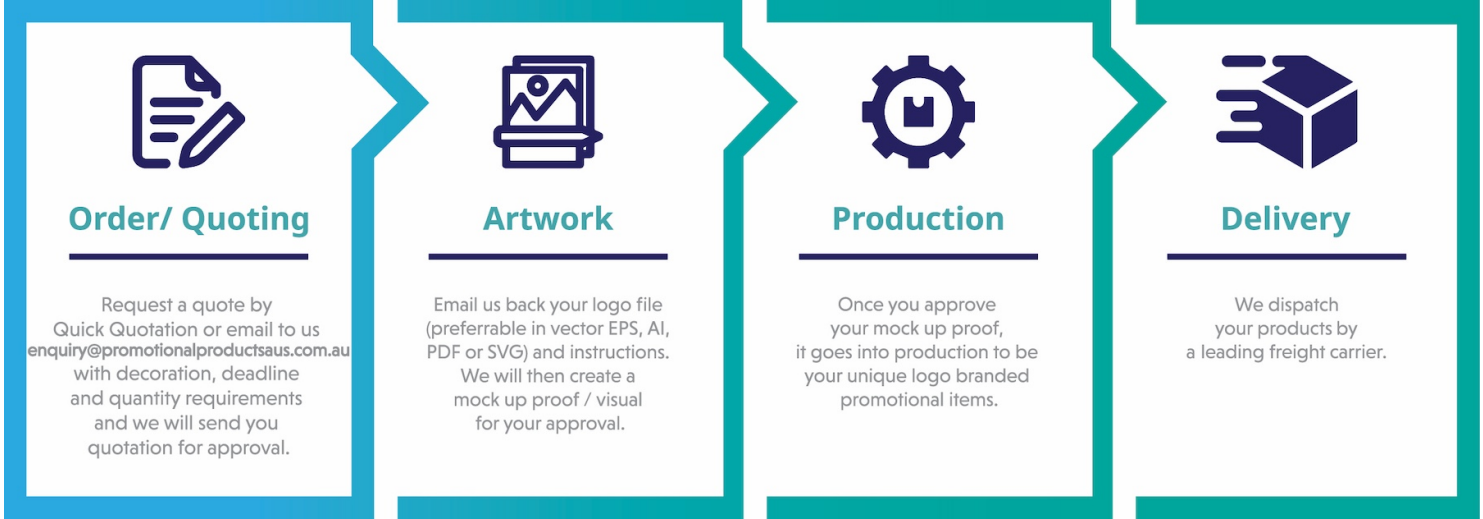 Order/ Quoting
Request a quote by
Quick Quotation or email to us
enquiry@promotionalproductsaus.com.au
with decoration, deadline
and quantity requirements
and we will send you
quotation for approval.
Artwork
Email us back your logo file
(preferrable in vector EPS, AI,
PDF or SVG) and instructions.
We will then create a
mock up proof / visual
for your approval.
Production
Once you approve
your mock up proof,
it goes into production to be
your unique logo branded
promotional items.
Delivery
We dispatch
your products by
a leading freight carrier.